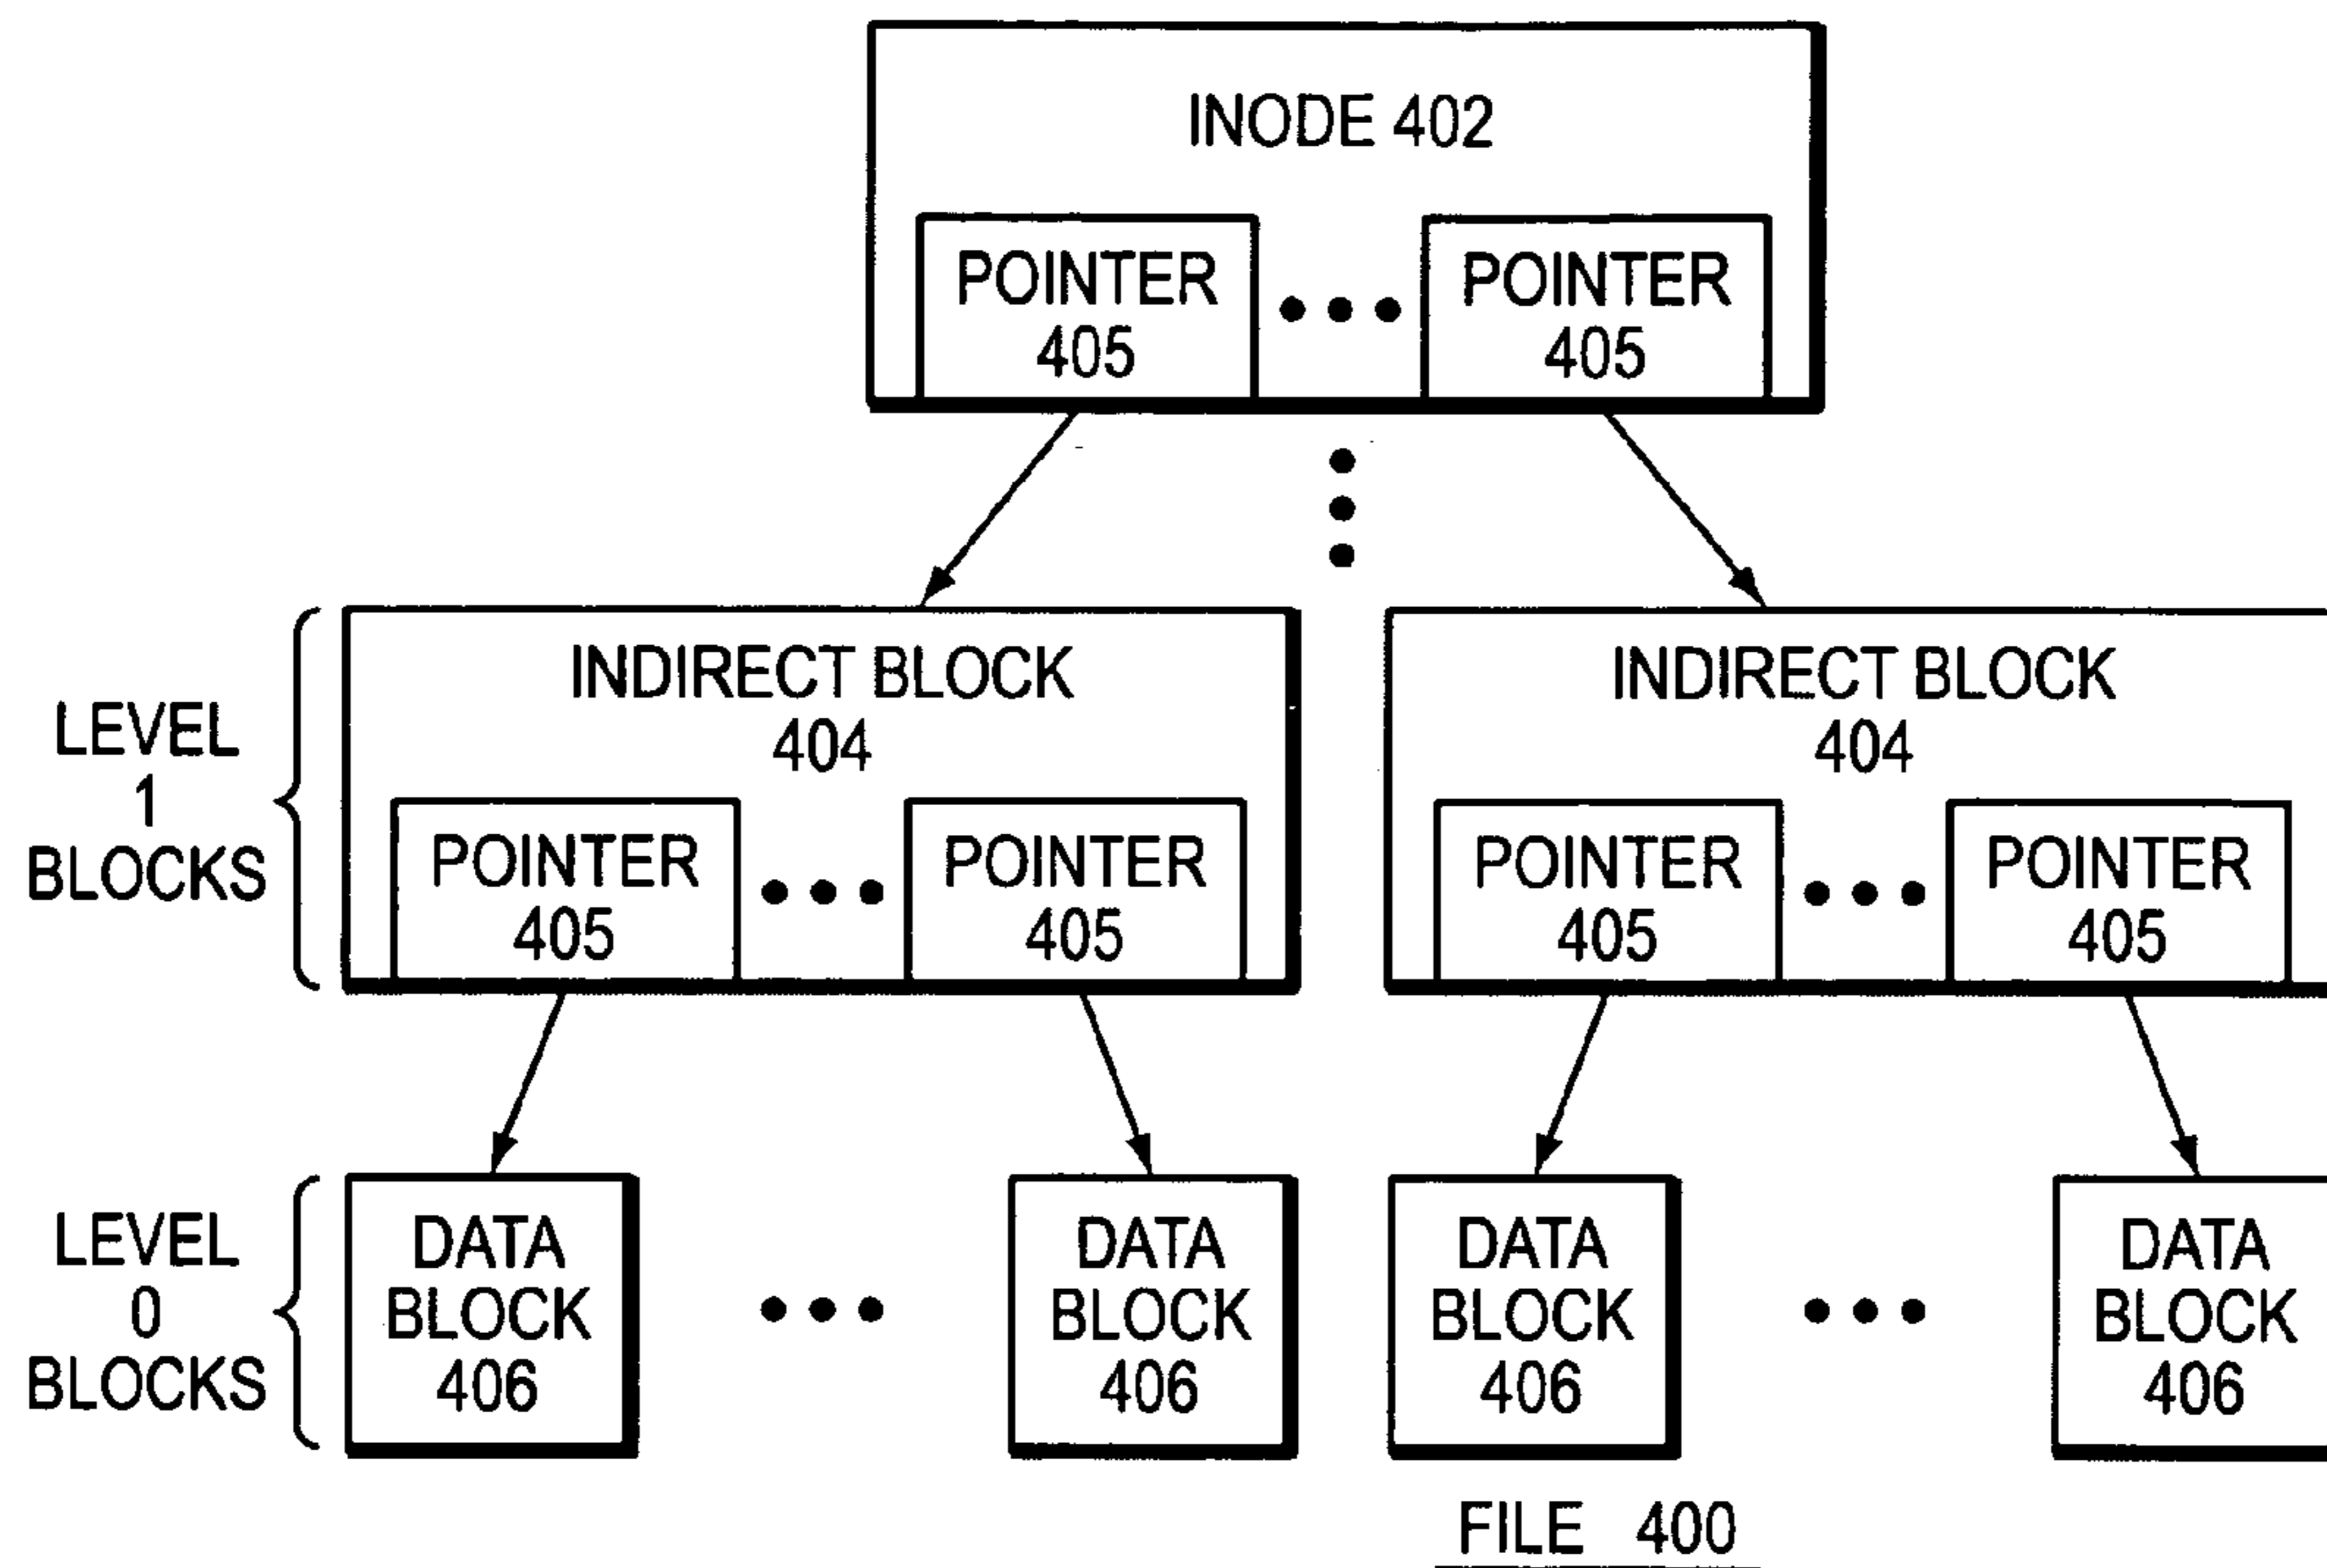 INODE 402
POINTER
405
POINTER
405
LEVEL
1
BLOCKS
INDIRECT BLOCK
404
POINTER
405
POINTER
405
INDIRECT BLOCK
404
POINTER
405
POINTER
405
LEVEL
0
BLOCKS
DATA
BLOCK
406
DATA
BLOCK
406
DATA
BLOCK
406
DATA
BLOCK
406
FILE 400